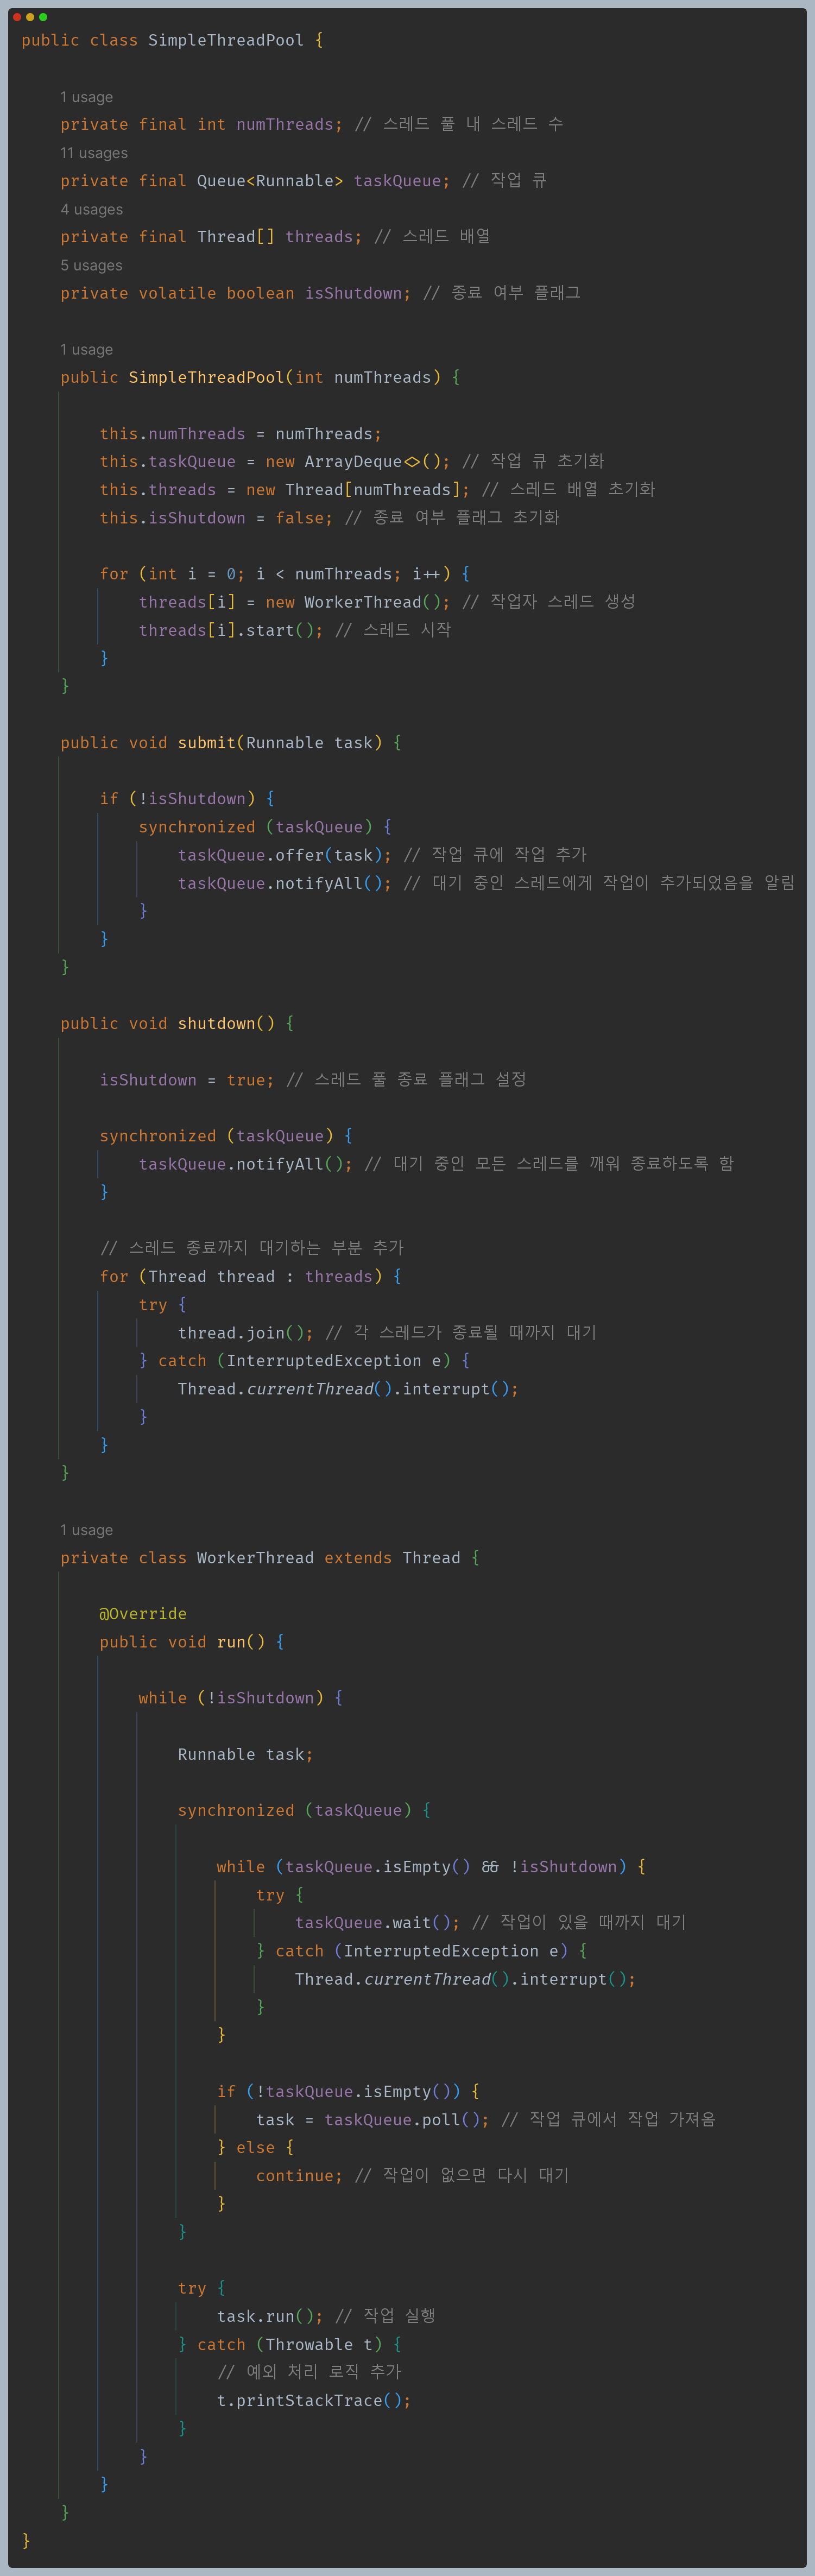 public class SimpleThreadPool {
1 usage
private final int numThreads; // 스레드 풀 내 스레드 수
11 usages
private final Queue<Runnable> taskQueue; // 작업 큐
4 usages
private final Thread[] threads; // 스레드 배열
5 usages
private volatile boolean isShutdown; // 종료 여부 플래그
1 usage
public SimpleThreadPool(int numThreads) {
this.numThreads = numThreads;
this.taskQueue = new ArrayDeque<>(); // 작업 큐 초기화
this.threads = new Thread[numThreads]; // 스레드 배열 초기화
this.isShutdown = false; // 종료 여부 플래그 초기화
for (int i = 0; i < numThreads; i++) {
threads[i] = new WorkerThread(); // 작업자 스레드 생성
threads[i].start(); // 스레드 시작
}
}
public void submit(Runnable task) {
if (!isShutdown) {
synchronized (taskQueue) {
taskQueue.offer(task); // 작업 큐에 작업 추가
taskQueue.notifyAll(); // 대기 중인 스레드에게 작업이 추가되었음을 알림
}
}
}
public void shutdown() {
isShutdown = true; // 스레드 풀 종료 플래그 설정
synchronized (taskQueue) {
taskQueue.notifyAll(); // 대기 중인 모든 스레드를 깨워 종료하도록 함
}
// 스레드 종료까지 대기하는 부분 추가
for (Thread thread : threads) {
try {
thread.join(); // 각 스레드가 종료될 때까지 대기
} catch (InterruptedException e) {
Thread.currentThread().interrupt();
}
}
}
1 usage
private class WorkerThread extends Thread {
@Override
public void run() {
while (!isShutdown) {
Runnable task;
synchronized (taskQueue) {
while (taskQueue.isEmpty() && !isShutdown) {
try {
taskQueue.wait(); // 작업이 있을 때까지 대기
} catch (InterruptedException e) {
Thread.currentThread().interrupt();
}
}
if (!taskQueue.isEmpty()) {
task = taskQueue.poll(); // 작업 큐에서 작업 가져옴
} else {
continue; // 작업이 없으면 다시 대기
}
}
try {
task.run(); // 작업 실행
} catch (Throwable t) {
// 예외 처리 로직 추가
t.printStackTrace();
}
}
}
}
}